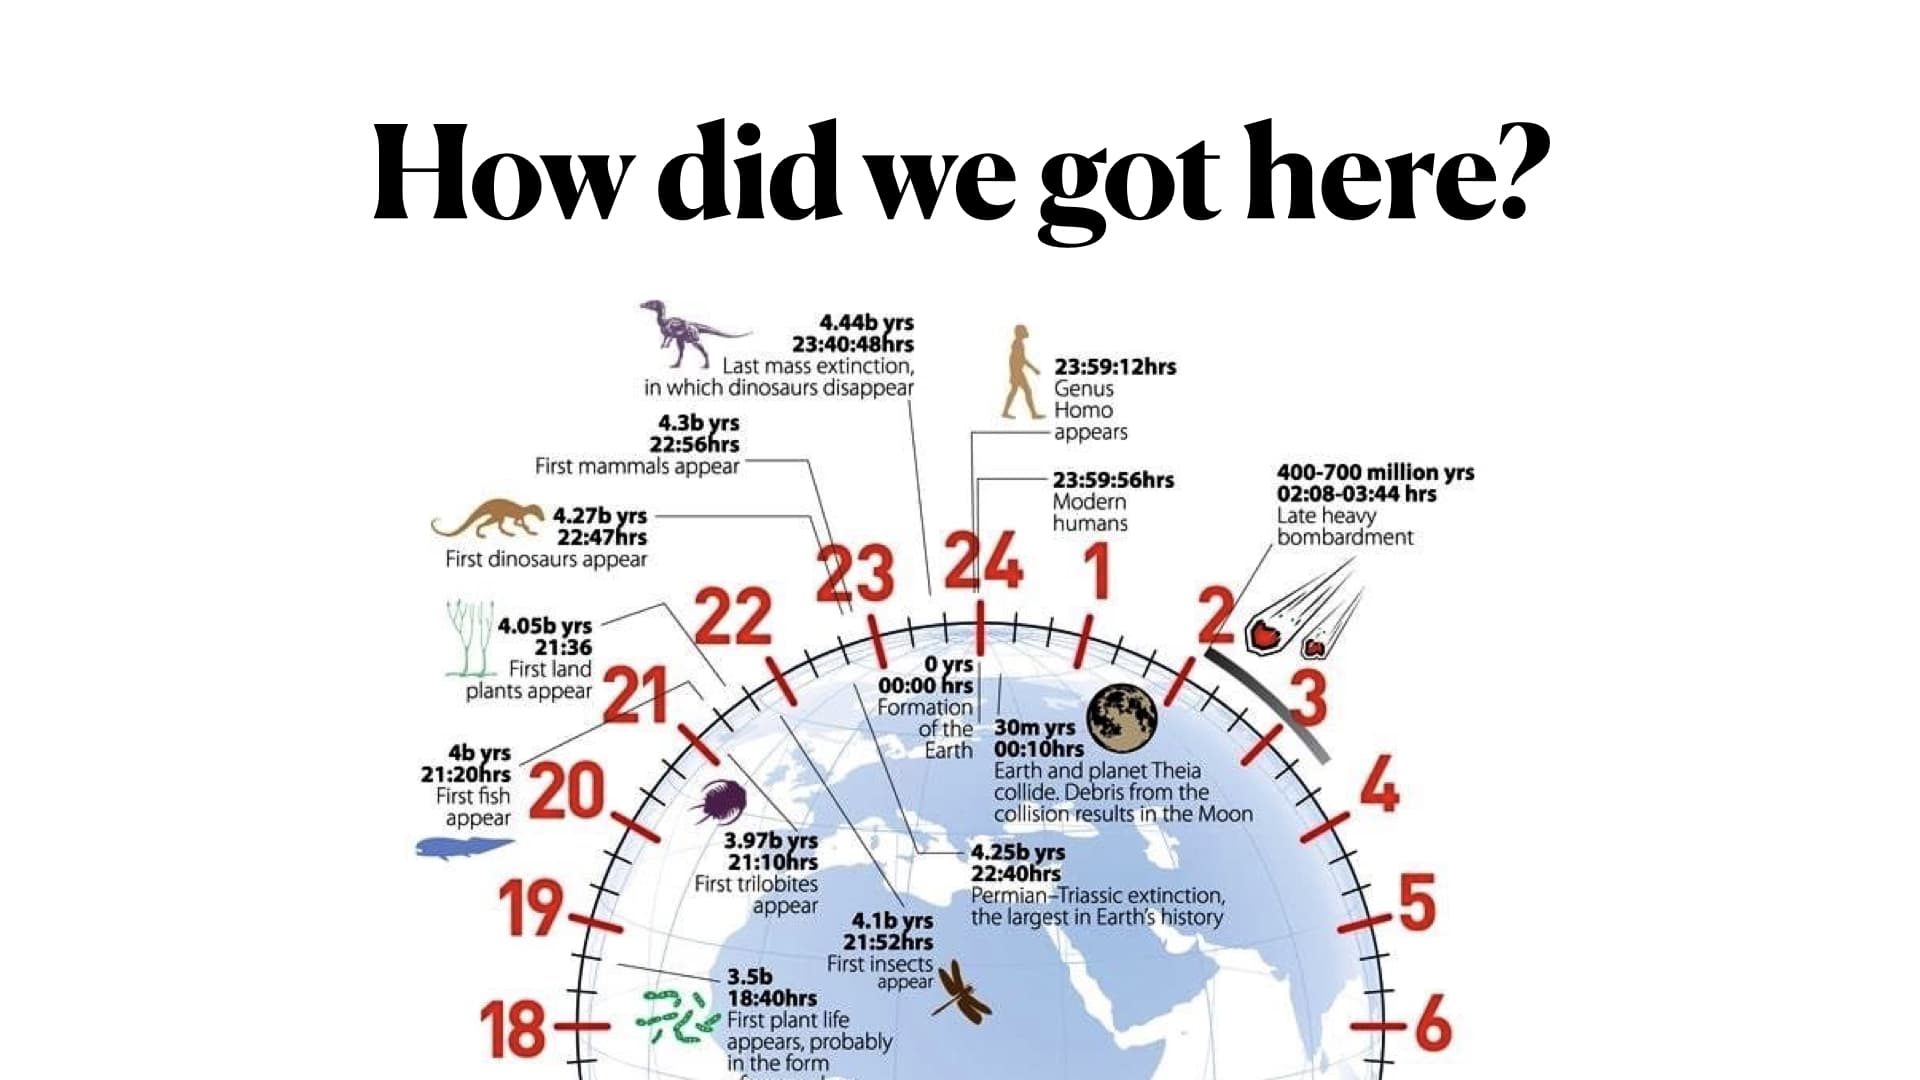 How did we got here?
4.44b yrs
23:40:48hrs
Last mass extinction,
in which dinosaurs disappear
23:59:12hrs
Genus
Homo
appears
4.3b yrs
22:56hrs
First mammals appear
23:59:56hrs
Modern
humans
400-700 million yrs
02:08-03:44 hrs
Late heavy
bombardment
4.27b yrs
22:47hrs
First dinosaurs appear
23
24
1
22
2
4.05b yrs
21:36
First land
plants appear
21
3
0 yrs
00:00 hrs
Formation
of the
Earth
30m yrs
00:10hrs
Earth and planet Theia
collide. Debris from the
collision results in the Moon
4b yrs
21:20hrs
First fish
appear
20
4
3.97b yrs
21:10hrs
First trilobites
appear
4.25b yrs
22:40hrs
Permian–Triassic extinction,
the largest in Earth's history
19
5
4.1b yrs
21:52hrs
First insects
appear
3.5b
18:40hrs
First plant life
appears, probably
in the form
18
6